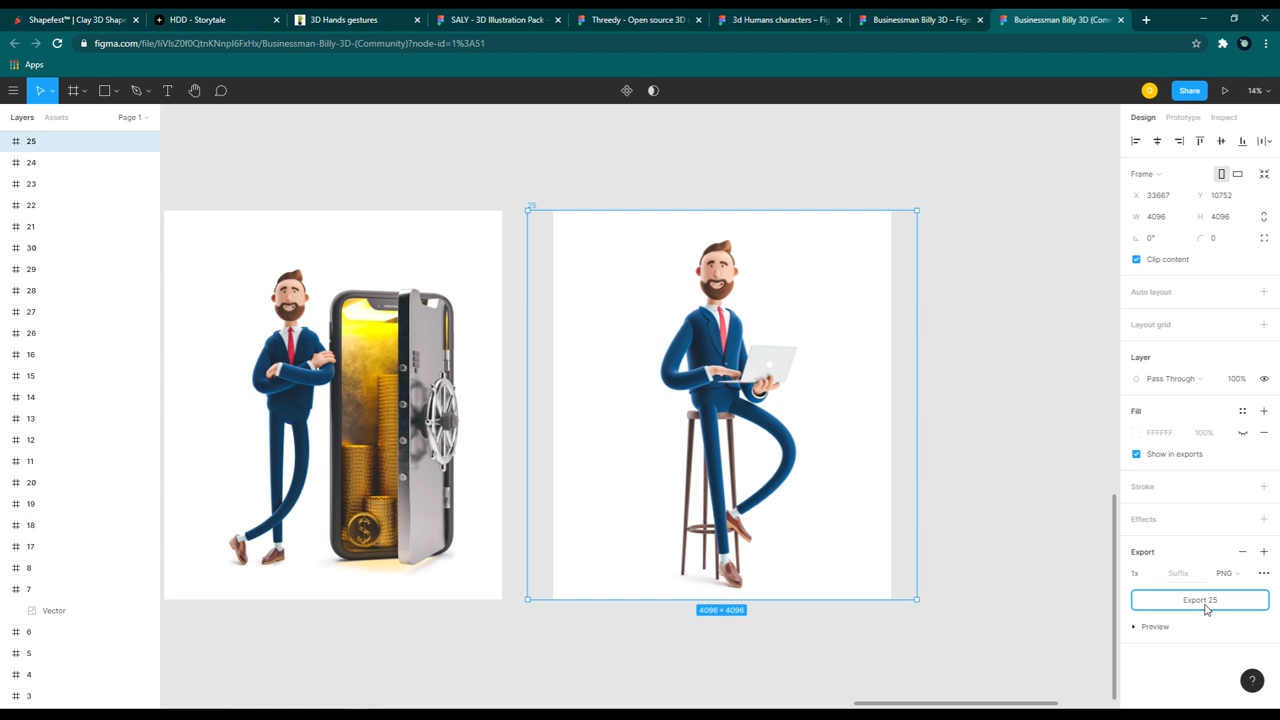 Shapefest™ | Clay 3D Shape
HDD - Storytale
3D Hands gestures
SALY - 3D Illustration Pack -
Threedy - Open source 3D c
3d Humans characters – Fig
Businessman Billy 3D – Figm
Businessman Billy 3D (Com
figma.com/file/liVlsZ0f0QtnKNnpI6FxHx/Businessman-Billy-3D-(Community)?node-id=1%3A51
Apps
O
Share
14%
Layers
Assets
Page 1
25
24
23
22
21
30
29
28
27
26
16
15
14
13
12
11
20
19
18
17
8
7
Vector
6
5
4
3
25
4096 × 4096
Design
Prototype
Inspect
Frame
X 33667
Y 10752
W 4096
H 4096
0°
0
Clip content
Auto layout
Layout grid
Layer
Pass Through
100%
Fill
FFFFFF
100%
Show in exports
Stroke
Effects
Export
1x
Suffix
PNG
Export 25
Preview
?